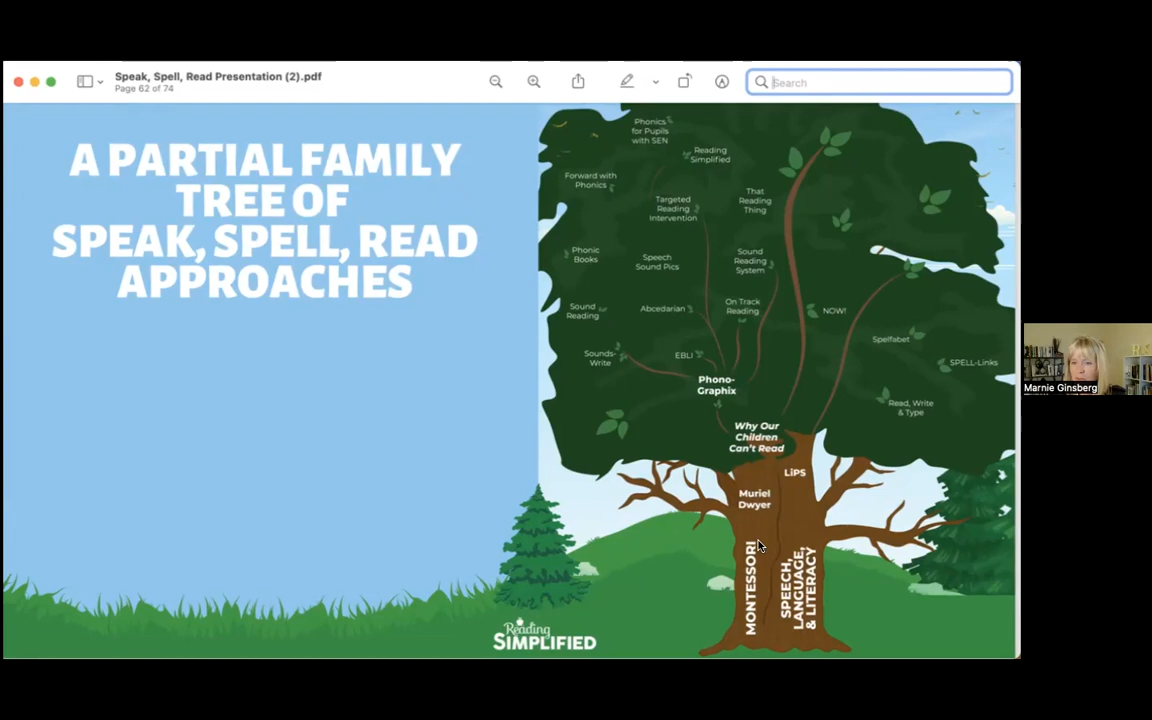 Speak, Spell, Read Presentation (2).pdf
Page 62 of 74
Search
A PARTIAL FAMILY
TREE OF
SPEAK, SPELL, READ
APPROACHES
Phonics
for Pupils
with SEN
Reading
Simplified
Forward with
Phonics
Targeted
Reading
Intervention
That
Reading
Thing
Phonic
Books
Speech
Sound Pics
Sound
Reading
System
Sound
Reading
Abcedarian
On Track
Reading
NOW!
Spelfabet
Sounds-
Write
EBLI
SPELL-Links
Phono-
Graphix
Read, Write
& Type
Why Our
Children
Can't Read
LiPS
Muriel
Dwyer
MONTESSORI
SPEECH,
LANGUAGE,
& LITERACY
Reading
SIMPLIFIED
Marnie Ginsberg
RS